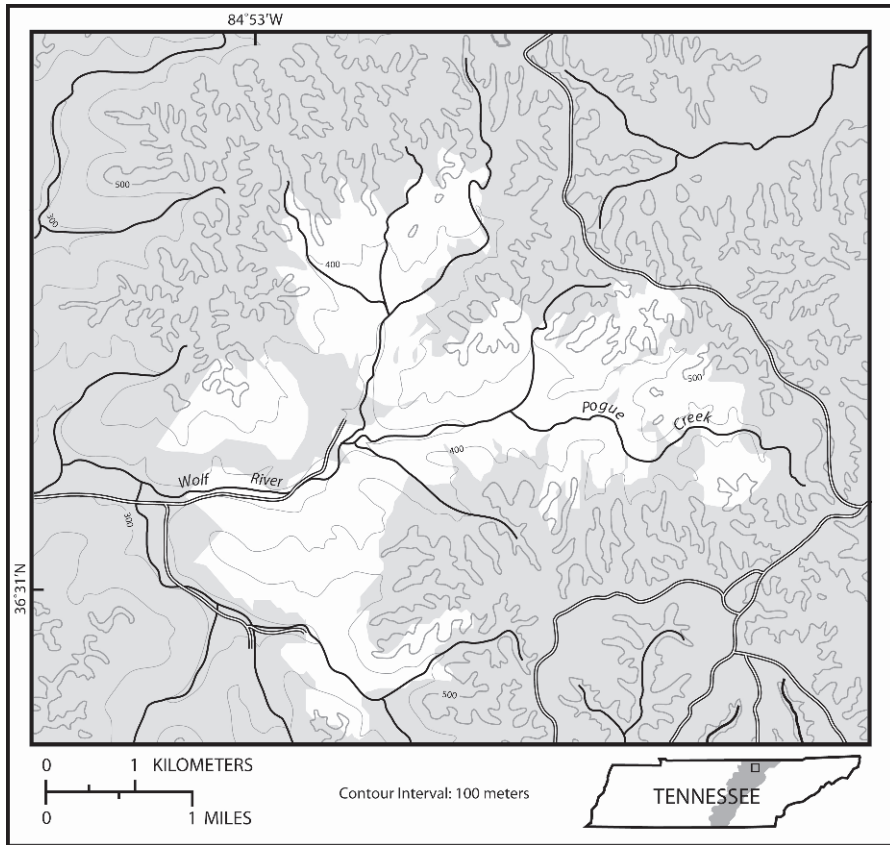 84°53'W
500
300
400
500
Pogue
Creek
400
Wolf River
300
36°31'N
500
0 1 KILOMETERS
0 1 MILES
Contour Interval: 100 meters
TENNESSEE